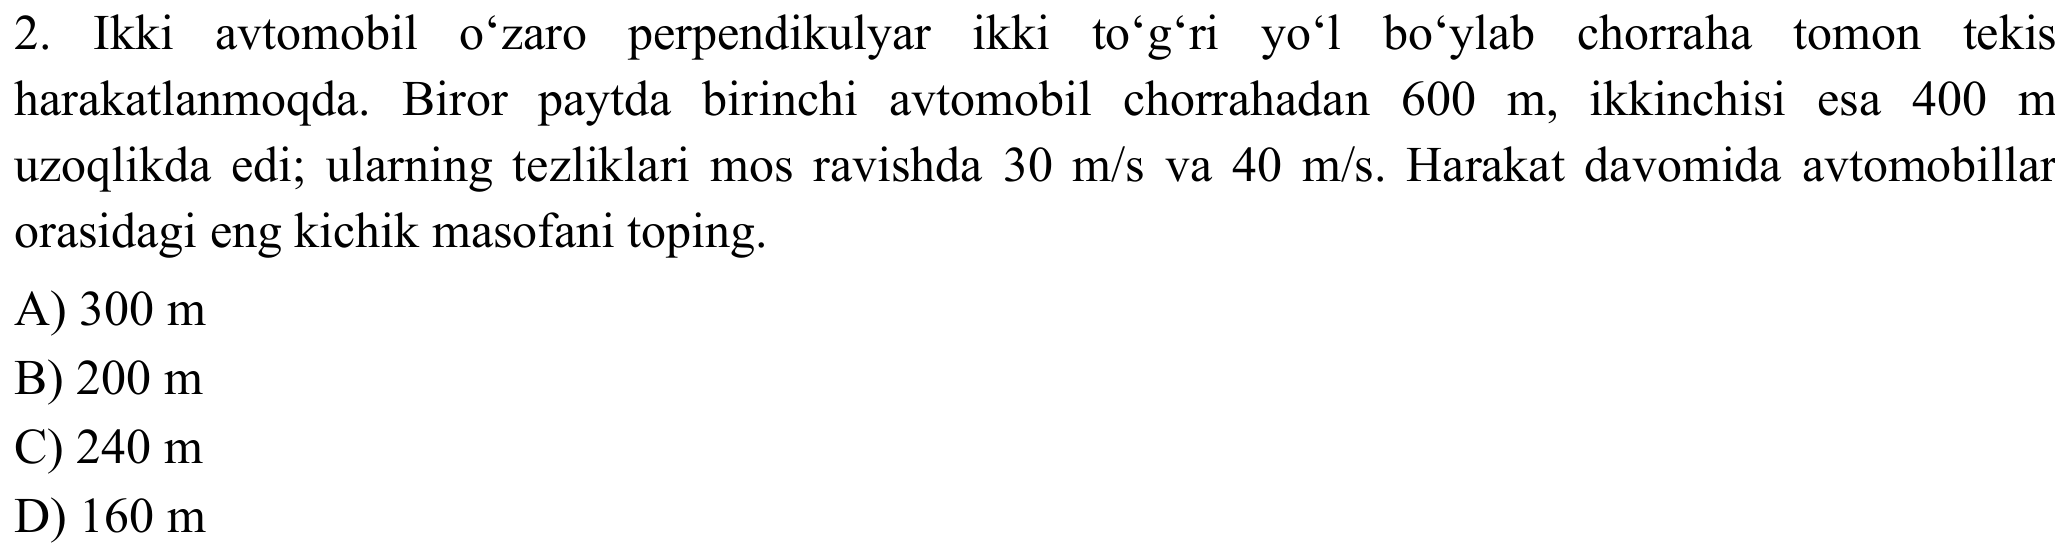 2. Ikki avtomobil o‘zaro perpendikulyar ikki to‘g‘ri yo‘l bo‘ylab chorraha tomon tekis
harakatlanmoqda. Biror paytda birinchi avtomobil chorrahadan 600 m, ikkinchisi esa 400 m
uzoqlikda edi; ularning tezliklari mos ravishda 30 m/s va 40 m/s. Harakat davomida avtomobillar
orasidagi eng kichik masofani toping.
A) 300 m
B) 200 m
C) 240 m
D) 160 m